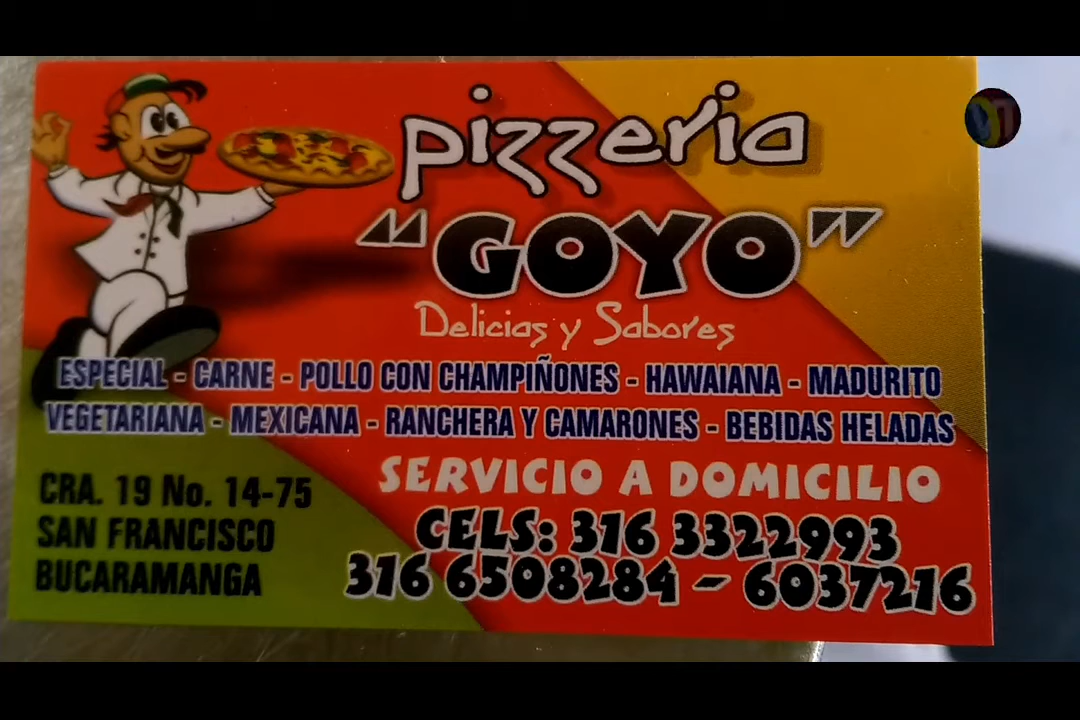 pizzeria
"GOYO"
Delicias y Sabores
ESPECIAL - CARNE - POLLO CON CHAMPIÑONES - HAWAIANA - MADURITO
VEGETARIANA - MEXICANA - RANCHERA Y CAMARONES - BEBIDAS HELADAS
SERVICIO A DOMICILIO
CELS: 316 3322993
316 6508284 - 6037216
CRA. 19 No. 14-75
SAN FRANCISCO
BUCARAMANGA